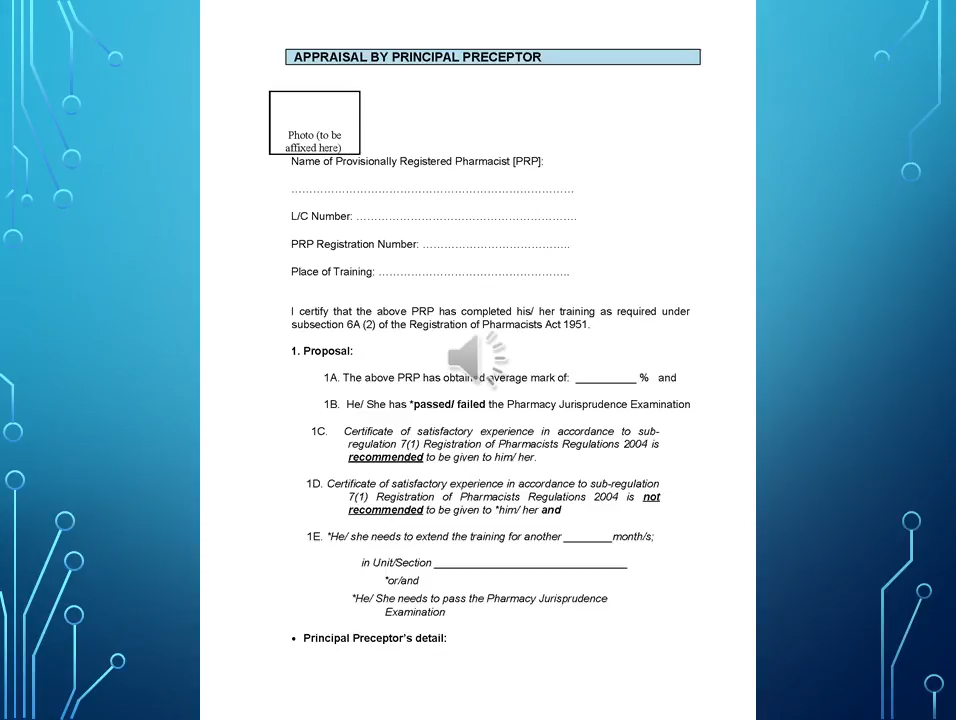 APPRAISAL BY PRINCIPAL PRECEPTOR
Photo (to be
affixed here)
Name of Provisionally Registered Pharmacist [PRP]:
……………………………………………………………………
L/C Number: …………………………………………………….
PRP Registration Number: …………………………………..
Place of Training: ……………………………………………..
I certify that the above PRP has completed his/ her training as required under
subsection 6A (2) of the Registration of Pharmacists Act 1951.
1. Proposal:
1A. The above PRP has obtained average mark of: __________ % and
1B. He/ She has *passed/ failed the Pharmacy Jurisprudence Examination
1C. Certificate of satisfactory experience in accordance to sub-
regulation 7(1) Registration of Pharmacists Regulations 2004 is
recommended to be given to him/ her.
1D. Certificate of satisfactory experience in accordance to sub-regulation
7(1) Registration of Pharmacists Regulations 2004 is not
recommended to be given to *him/ her and
1E. *He/ she needs to extend the training for another ________month/s;
in Unit/Section ________________________________
*or/and
*He/ She needs to pass the Pharmacy Jurisprudence
Examination
• Principal Preceptor's detail: